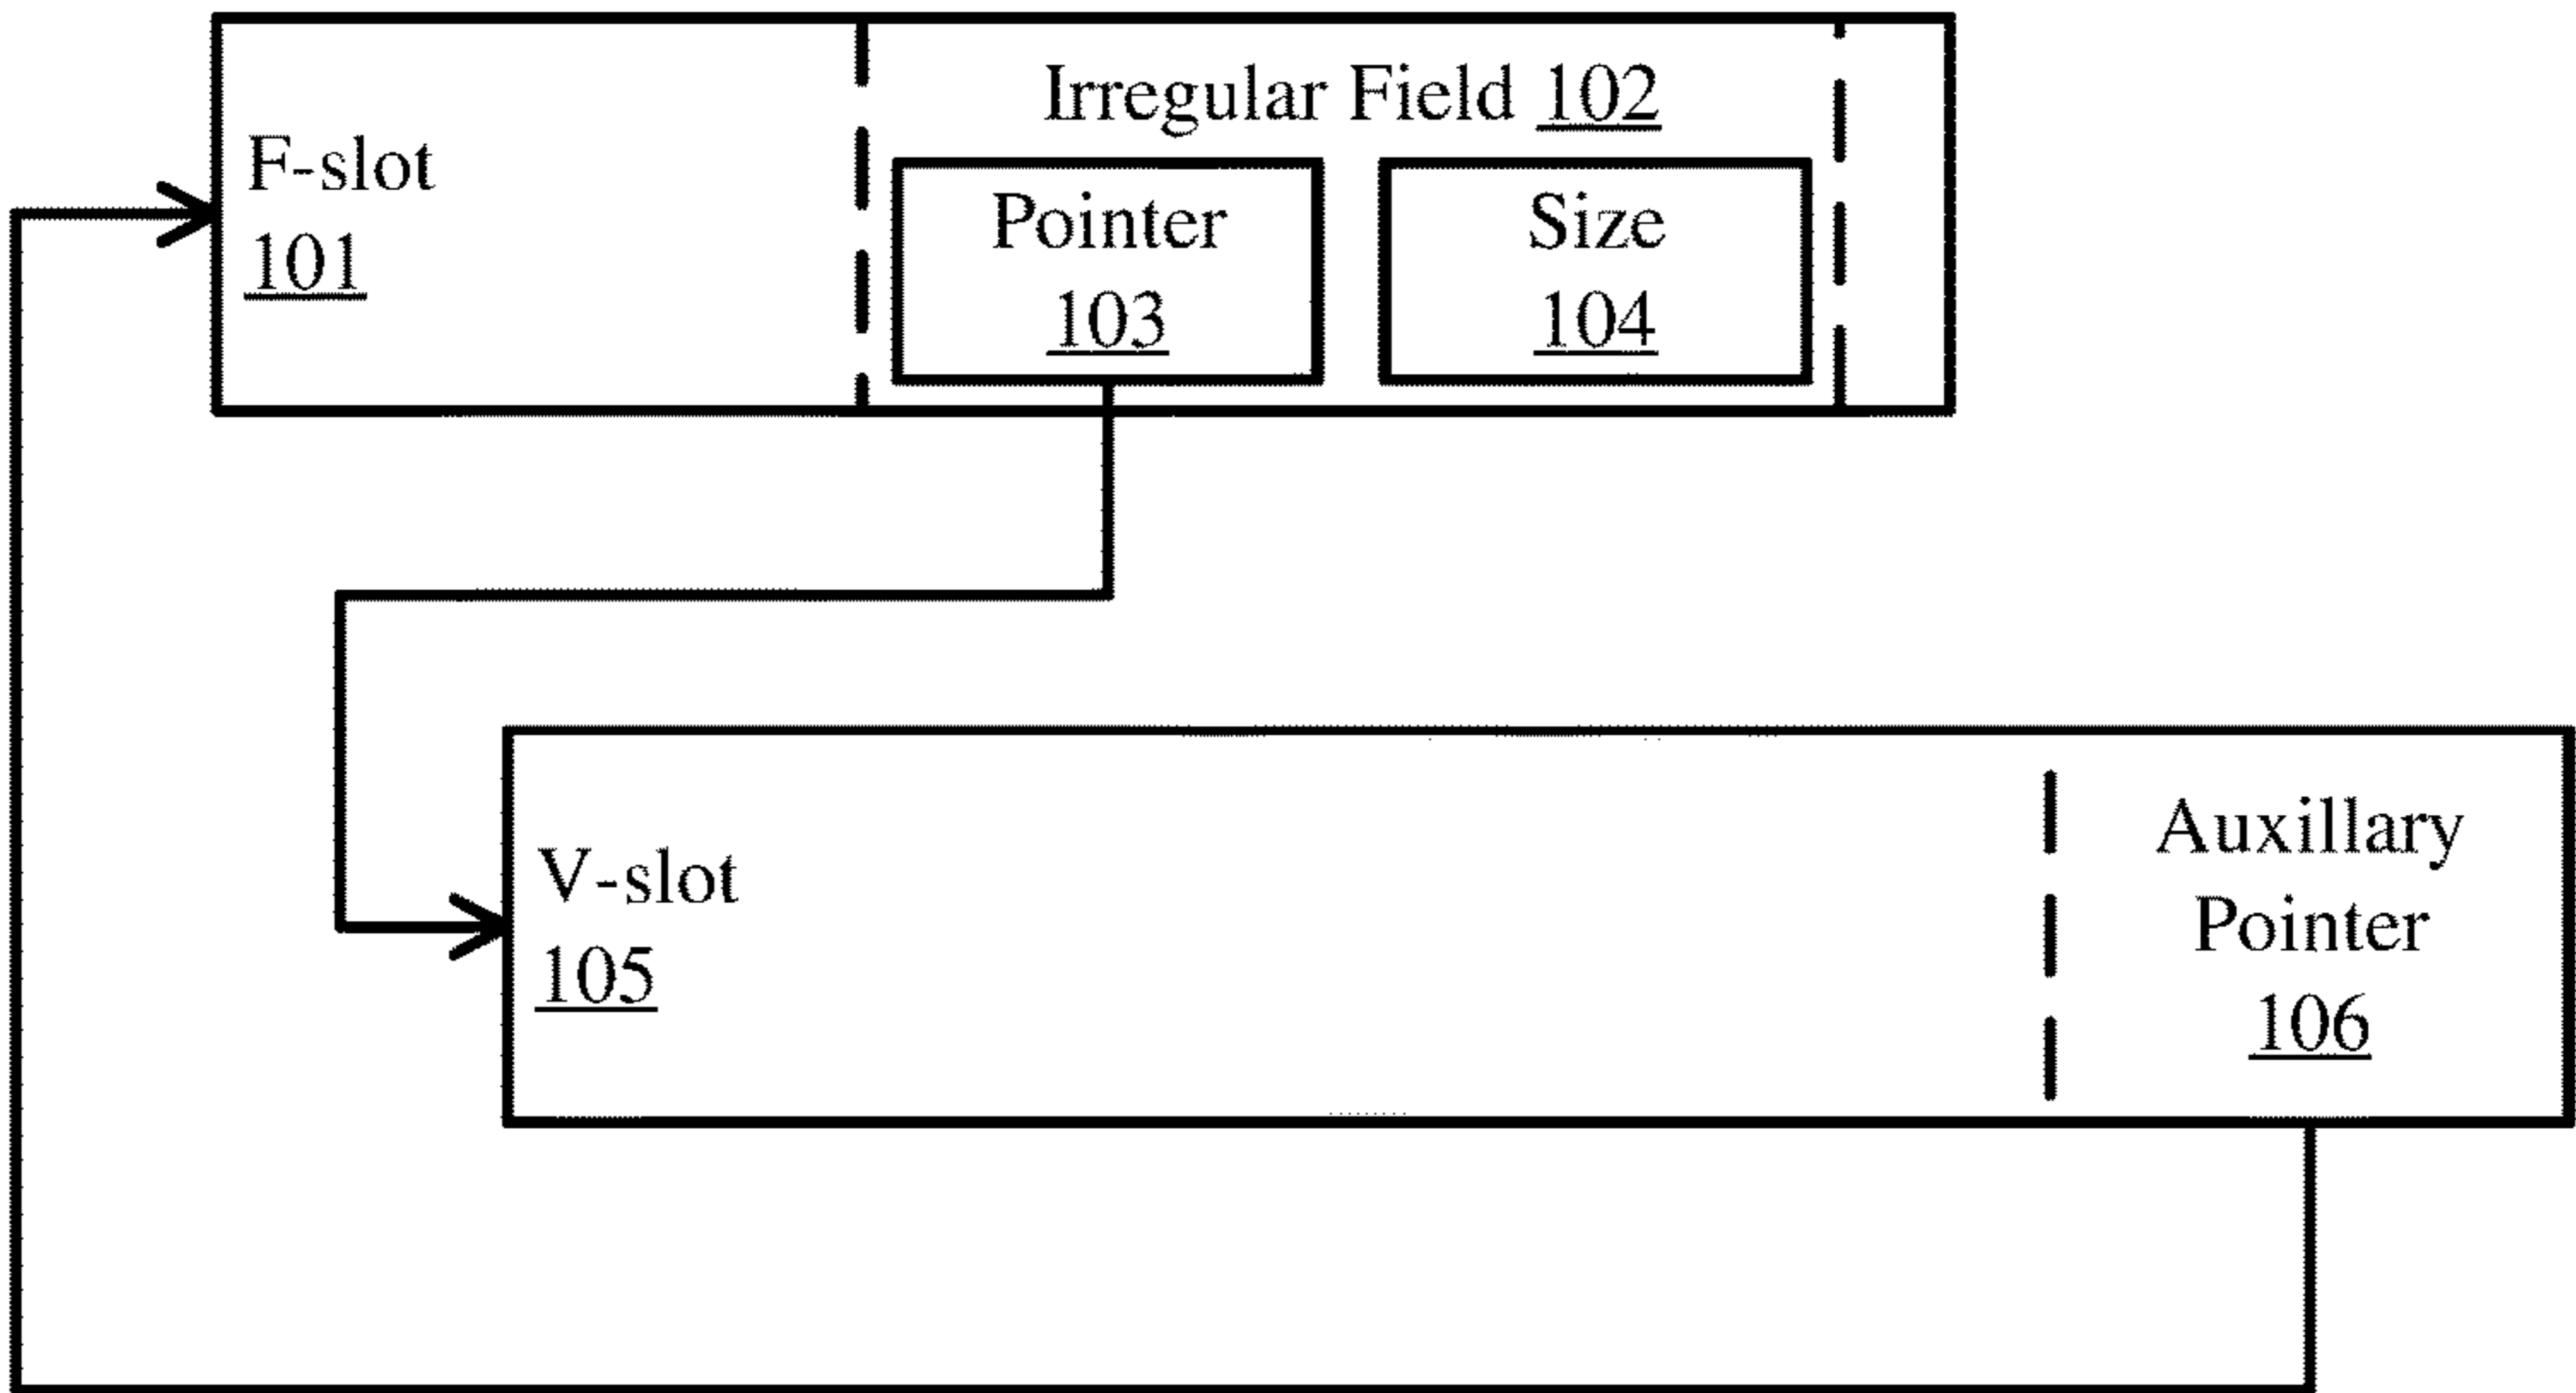 Irregular Field 102
F-slot
101
Pointer
103
Size
104
V-slot
105
Auxillary
Pointer
106